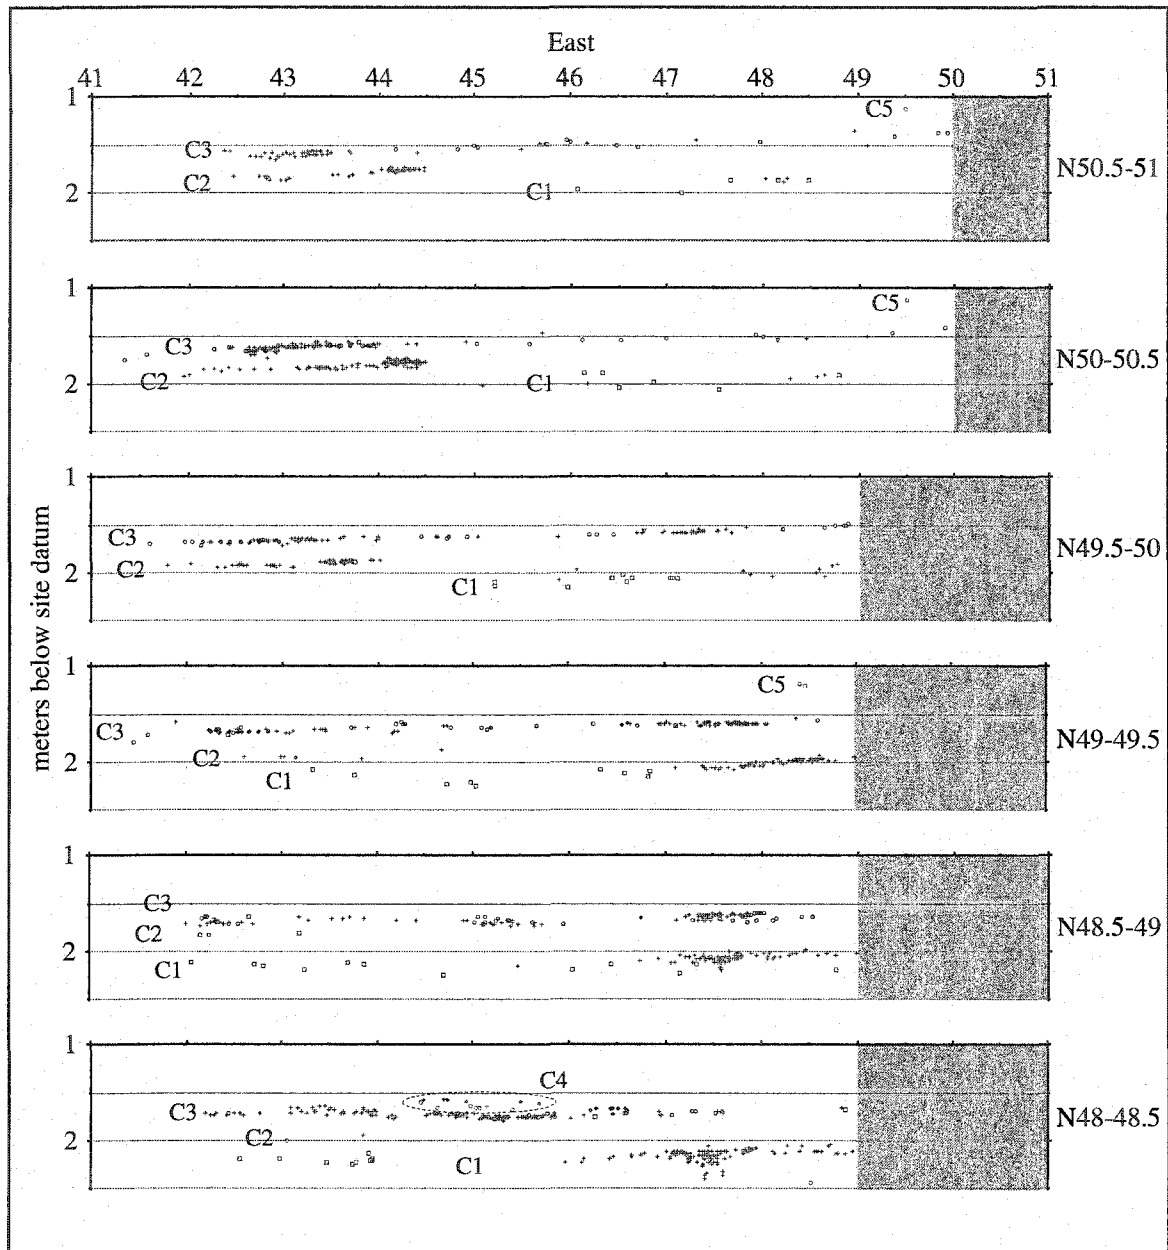 East
41 42 43 44 45 46 47 48 49 50 51
meters below site datum
1
C5
C3
C2
C1
2
N50.5-51
1
C5
C3
C2
C1
2
N50-50.5
1
C3
C2
C1
2
N49.5-50
1
C5
C3
C2
C1
2
N49-49.5
1
C3
C2
C1
2
N48.5-49
1
C4
C3
C2
C1
2
N48-48.5